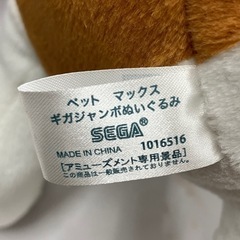 ペット マックス
ギガジャンボぬいぐるみ
SEGA
MADE IN CHINA 1016516
[アミューズメント専用景品]
この商品は一般販売されておりません